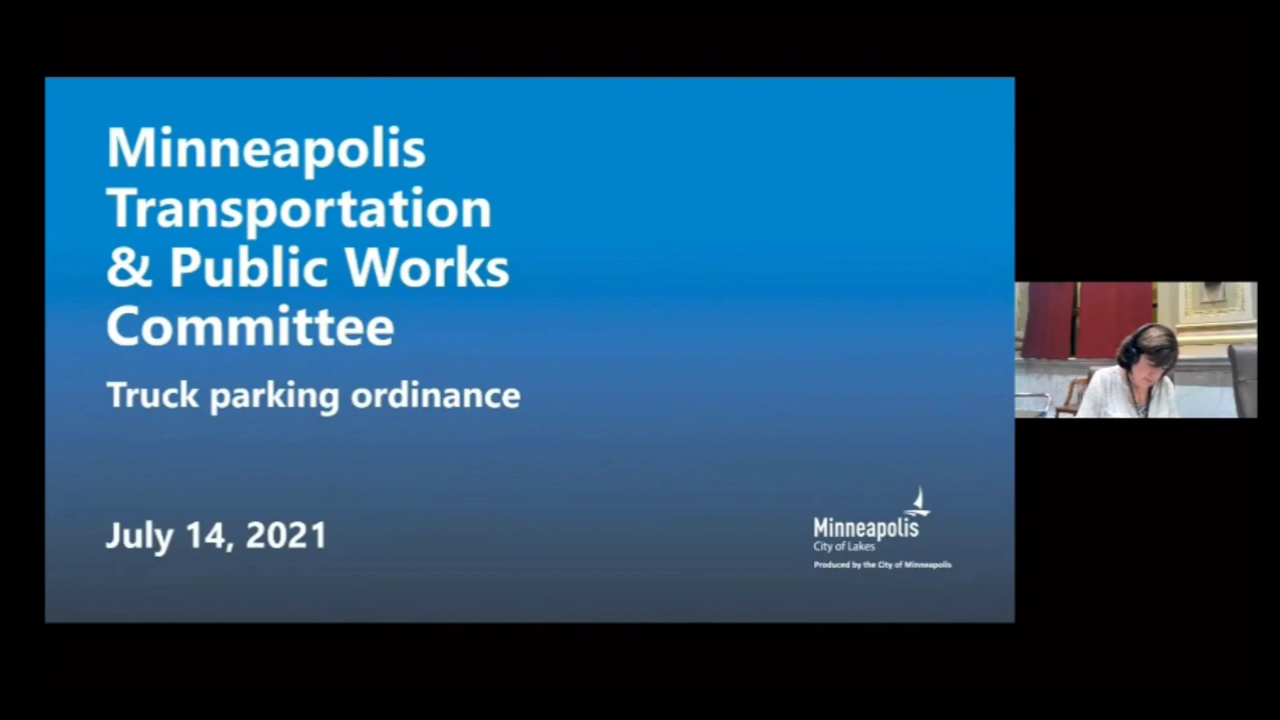 Minneapolis
Transportation
& Public Works
Committee
Truck parking ordinance
July 14, 2021
Minneapolis
City of Lakes
Produced by the City of Minneapolis